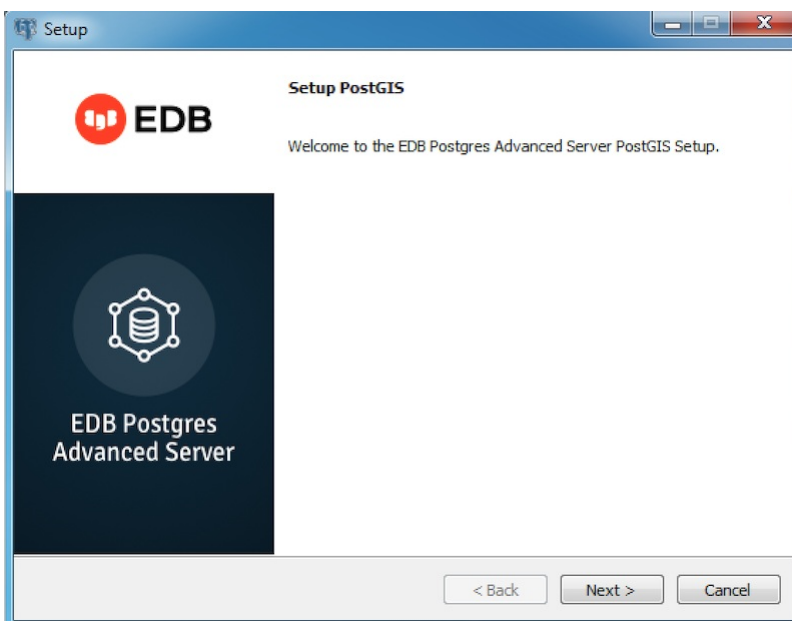 Setup
EDB
Setup PostGIS
Welcome to the EDB Postgres Advanced Server PostGIS Setup.
EDB Postgres
Advanced Server
< Back
Next >
Cancel